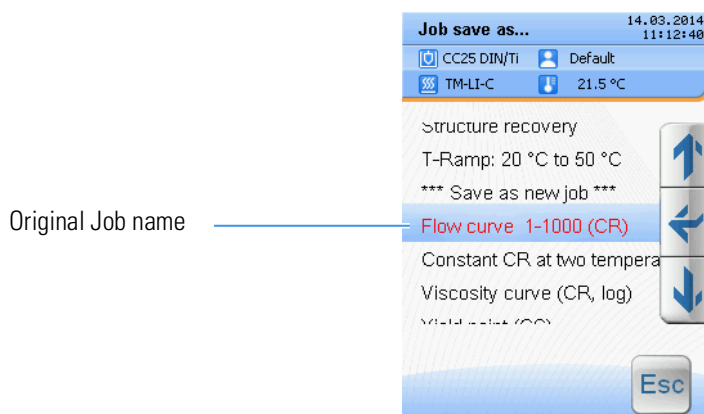 Job save as...
14.03.2014
11:12:40
CC25 DIN/Ti
Default
TM-LI-C
21.5 °C
Structure recovery
T-Ramp: 20 °C to 50 °C
*** Save as new job ***
Original Job name
Flow curve 1-1000 (CR)
Constant CR at two tempera
Viscosity curve (CR, log)
Esc